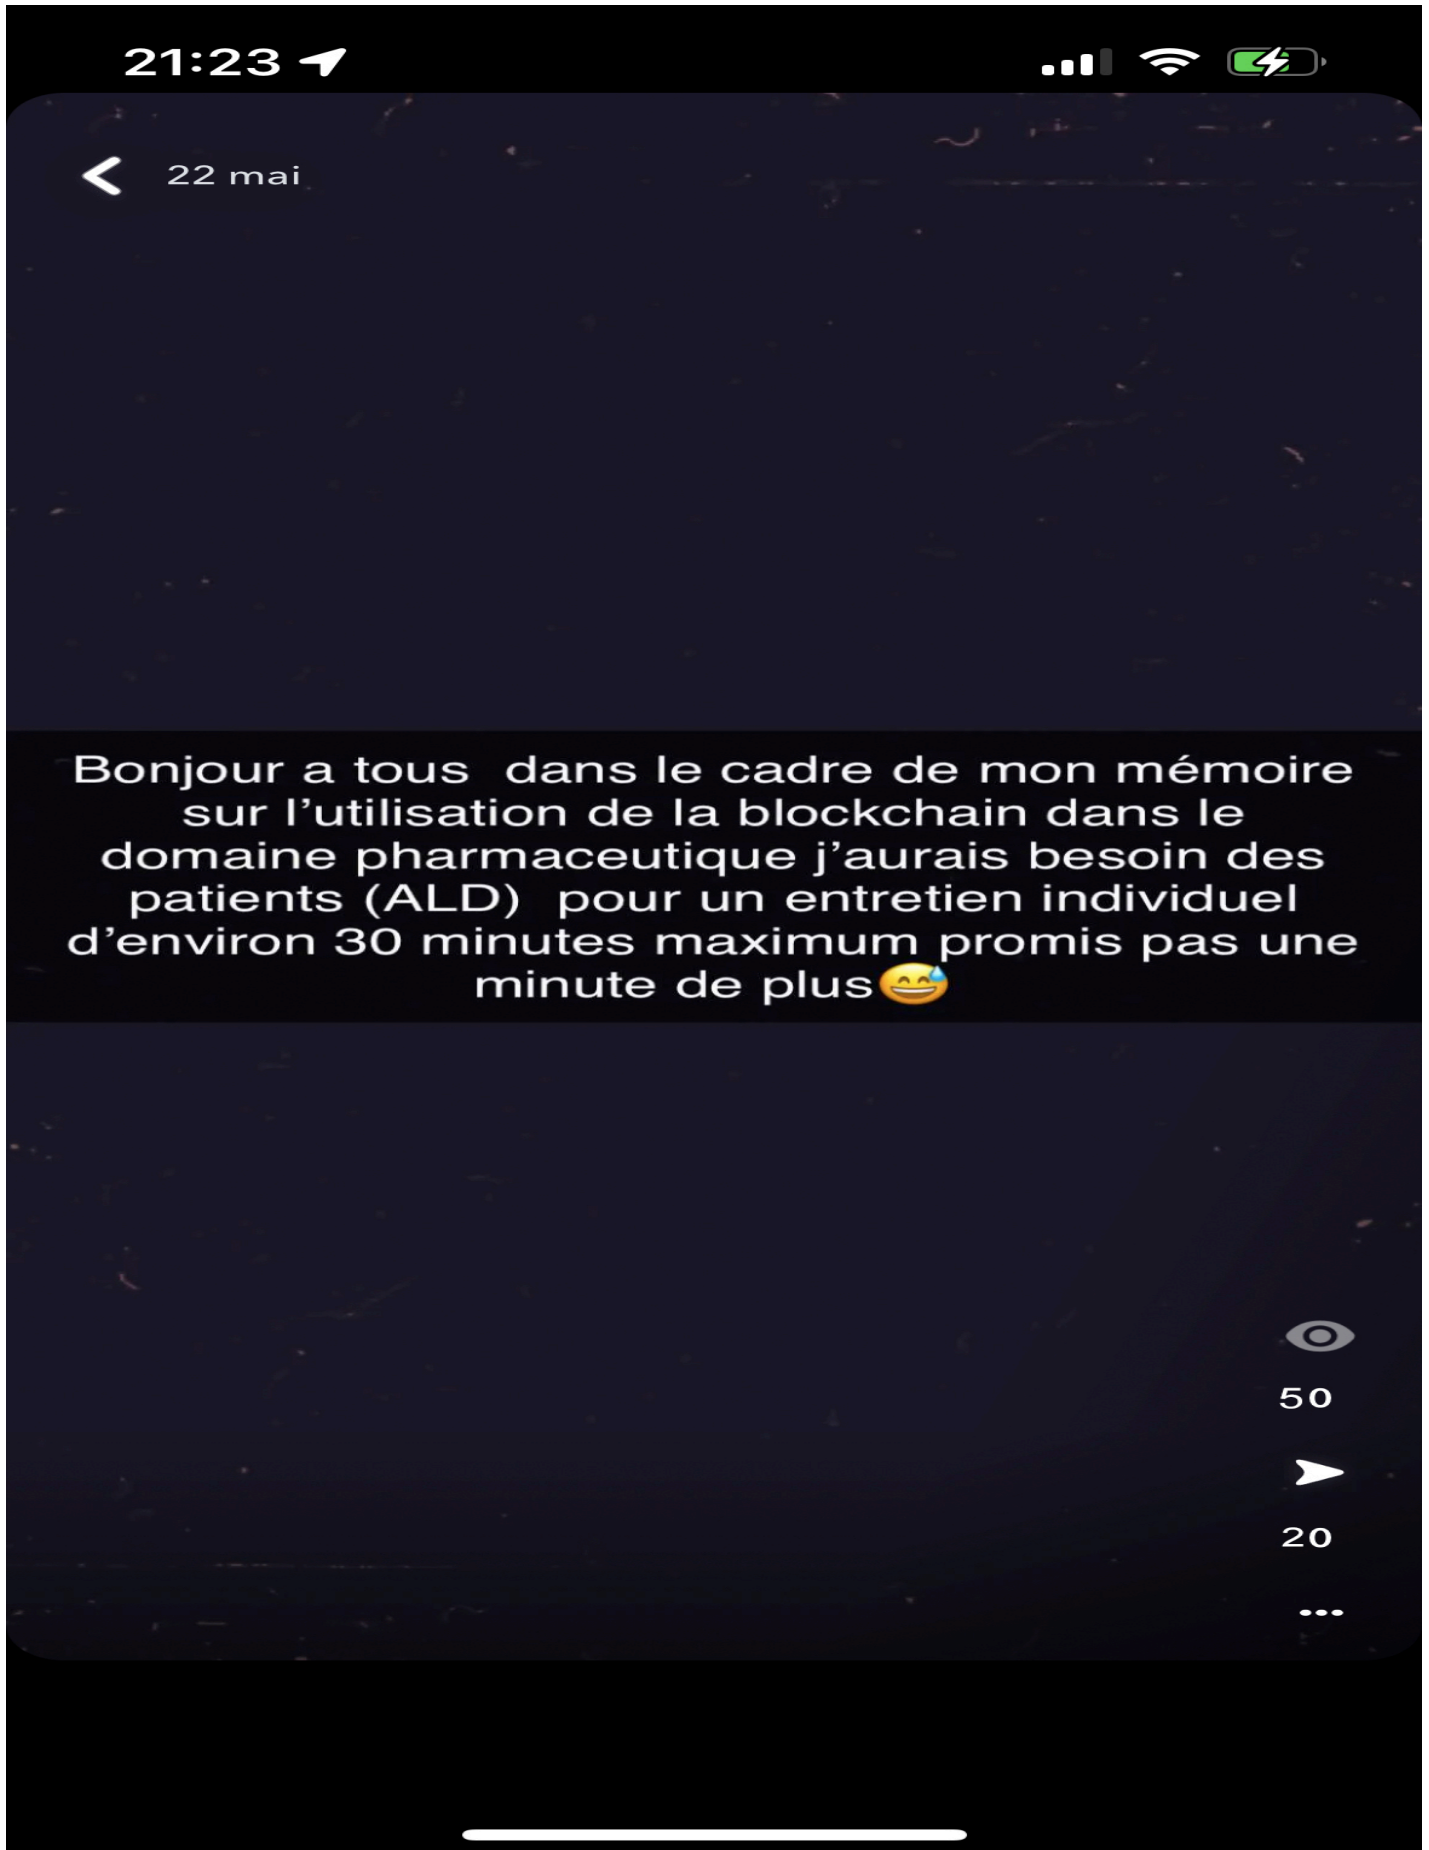 21:23
22 mai
Bonjour a tous  dans le cadre de mon mémoire
sur l’utilisation de la blockchain dans le
domaine pharmaceutique j’aurais besoin des
patients (ALD)  pour un entretien individuel
d’environ 30 minutes maximum promis pas une
minute de plus😅
50
20